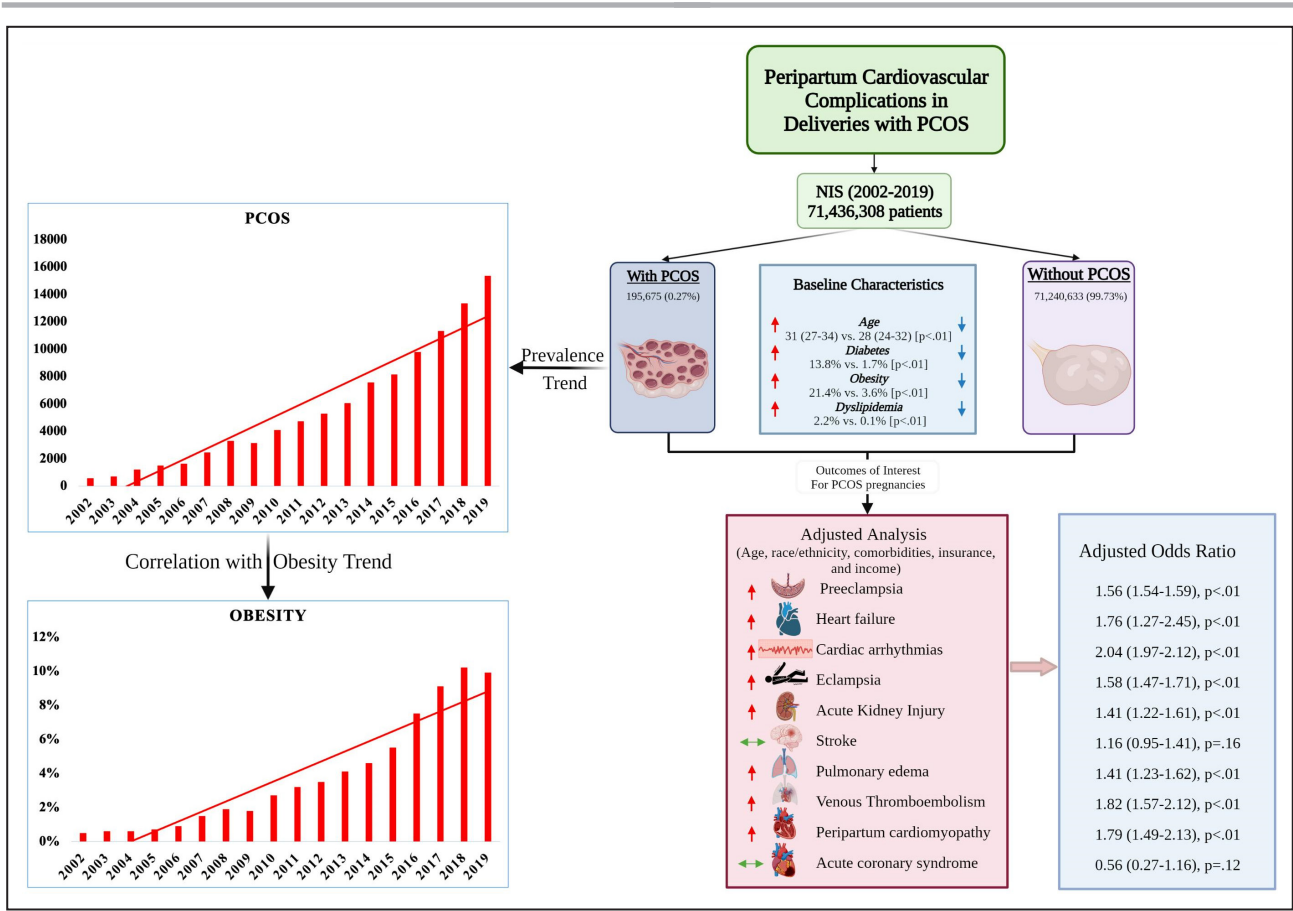 Peripartum Cardiovascular
Complications in
Deliveries with PCOS
NIS (2002-2019)
71,436,308 patients
With PCOS
195,675 (0.27%)
Baseline Characteristics
Age
31 (27-34) vs. 28 (24-32) [p<.01]
Diabetes
13.8% vs. 1.7% [p<.01]
Obesity
21.4% vs. 3.6% [p<.01]
Dyslipidemia
2.2% vs. 0.1% [p<.01]
Without PCOS
71,240,633 (99.73%)
Prevalence
Trend
PCOS
18000
16000
14000
12000
10000
8000
6000
4000
2000
0
2002 2003 2004 2005 2006 2007 2008 2009 2010 2011 2012 2013 2014 2015 2016 2017 2018 2019
Correlation with Obesity Trend
OBESITY
12%
10%
8%
6%
4%
2%
0%
2002 2003 2004 2005 2006 2007 2008 2009 2010 2011 2012 2013 2014 2015 2016 2017 2018 2019
Outcomes of Interest
For PCOS pregnancies
Adjusted Analysis
(Age, race/ethnicity, comorbidities, insurance,
and income)
Preeclampsia
Heart failure
Cardiac arrhythmias
Eclampsia
Acute Kidney Injury
Stroke
Pulmonary edema
Venous Thromboembolism
Peripartum cardiomyopathy
Acute coronary syndrome
Adjusted Odds Ratio
1.56 (1.54-1.59), p<.01
1.76 (1.27-2.45), p<.01
2.04 (1.97-2.12), p<.01
1.58 (1.47-1.71), p<.01
1.41 (1.22-1.61), p<.01
1.16 (0.95-1.41), p=.16
1.41 (1.23-1.62), p<.01
1.82 (1.57-2.12), p<.01
1.79 (1.49-2.13), p<.01
0.56 (0.27-1.16), p=.12